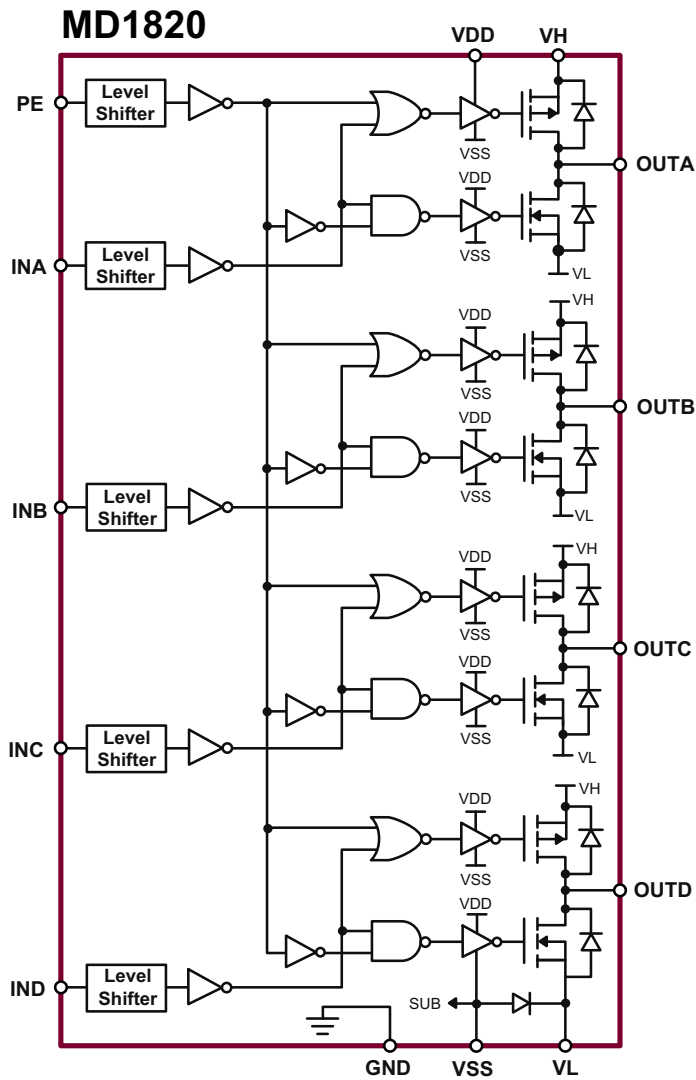 MD1820
VDD
VH
PE
Level
Shifter
VSS
OUTA
VDD
INA
Level
Shifter
VSS
VL
VH
VDD
VSS
OUTB
VDD
INB
Level
Shifter
VSS
VL
VH
VDD
VSS
OUTC
VDD
INC
Level
Shifter
VSS
VL
VH
VDD
VSS
OUTD
VDD
IND
Level
Shifter
SUB
GND
VSS
VL